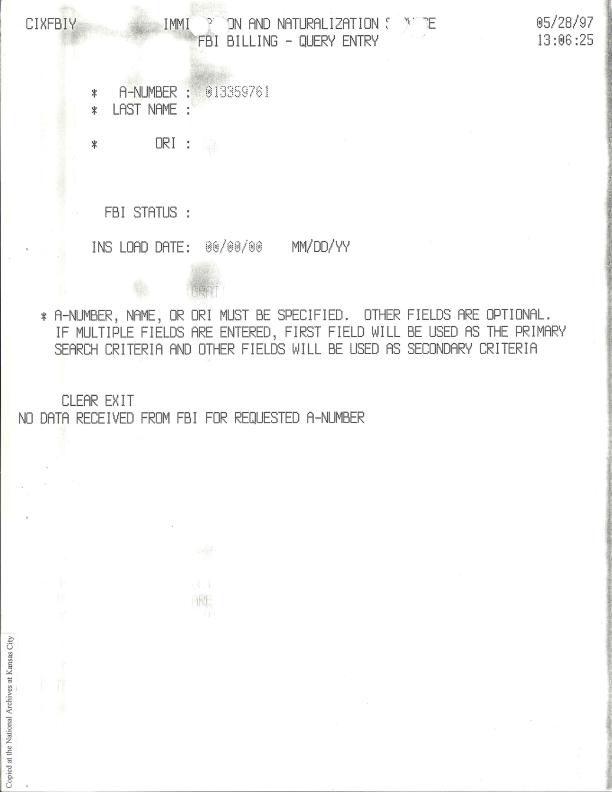 CIXFBIY IMMI ON AND NATURALIZATION 05/28/97
FBI BILLING - QUERY ENTRY 13:06:25
* A-NUMBER : 013359761
* LAST NAME :
* ORI :
FBI STATUS :
INS LOAD DATE: 00/00/00 MM/DD/YY
* A-NUMBER, NAME, OR ORI MUST BE SPECIFIED. OTHER FIELDS ARE OPTIONAL.
IF MULTIPLE FIELDS ARE ENTERED, FIRST FIELD WILL BE USED AS THE PRIMARY
SEARCH CRITERIA AND OTHER FIELDS WILL BE USED AS SECONDARY CRITERIA
CLEAR EXIT
NO DATA RECEIVED FROM FBI FOR REQUESTED A-NUMBER
ARE
Copied at the National Archives at Kansas City